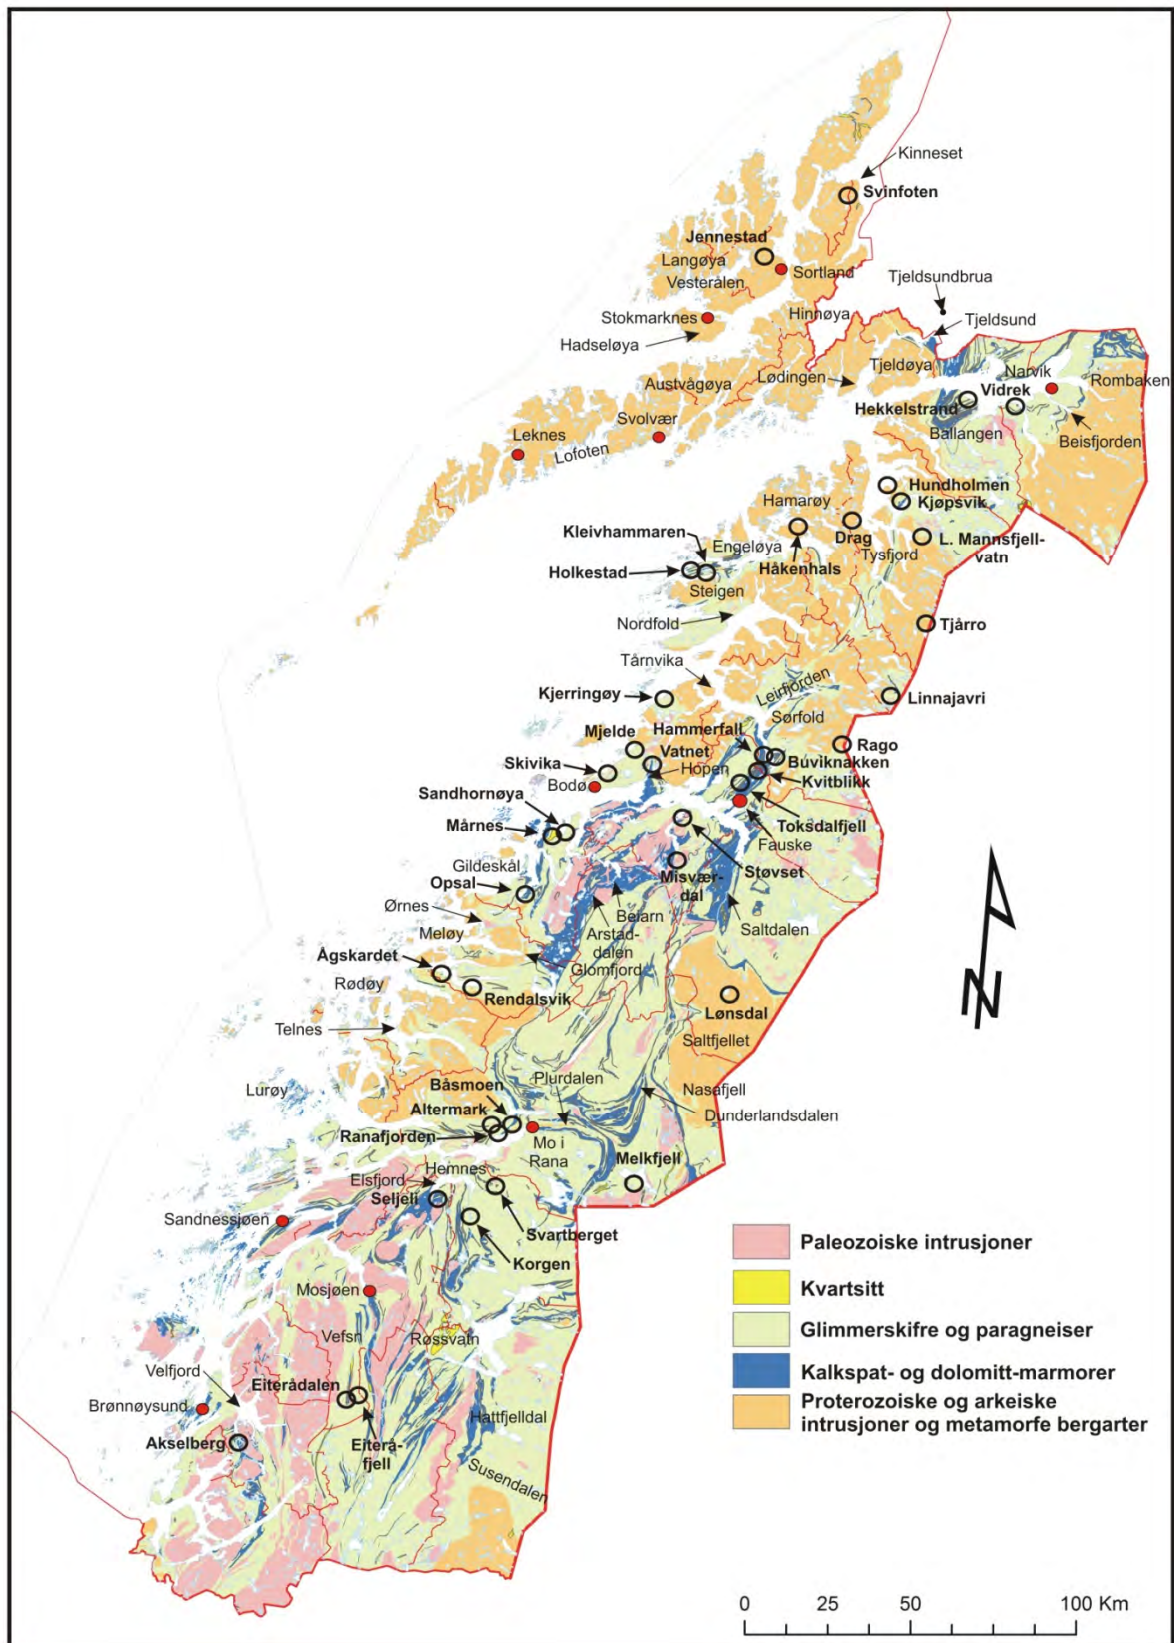 Kinneset
Svinfoten
Jennestad
Langøya
Vesterålen
Sortland
Tjeldsundbrua
Stokmarknes
Hinnøya
Tjeldsund
Hadseløya
Tjeldøya
Narvik
Austvågøya
Lødingen
Vidrek
Rombaken
Hekkelstrand
Svolvær
Ballangen
Beisfjorden
Leknes
Lofoten
Hundholmen
Hamarøy
Kjøpsvik
Kleivhammaren
Drag
Engeløya
Tysfjord
L. Mannsfjell-
vatn
Holkestad
Håkenhals
Steigen
Nordfold
Tjårro
Tårnvika
Leirfjorden
Kjerringøy
Linnajavri
Sørfold
Mjelde
Hammerfall
Rago
Vatnet
Buviknakken
Skivika
Hopen
Kvitblikk
Bodø
Sandhornøya
Toksdalfjell
Mårnes
Fauske
Gildeskål
Støvset
Misvær-
dal
Opsal
Beiarn
Ørnes
Arstad-
dalen
Saltdalen
Meløy
Ågskardet
Glomfjord
Rødøy
Rendalsvik
Lønsdal
Telnes
Saltfjellet
Plurdalen
Nasafjell
Lurøy
Båsmoen
Altermark
Dunderlandsdalen
Ranafjorden
Mo i
Rana
Melkfjell
Hemnes
Elsfjord
Seljeli
Sandnessjøen
Svartberget
Korgen
Mosjøen
Vefsn
Røssvatn
Velfjord
Eiterådalen
Brønnøysund
Hattfjelldal
Akselberg
Eiterå-
fjell
Susendalen
N
Paleozoiske intrusjoner
Kvartsitt
Glimmerskifre og paragneiser
Kalkspat- og dolomitt-marmorer
Proterozoiske og arkeiske
intrusjoner og metamorfe bergarter
0 25 50 100 Km